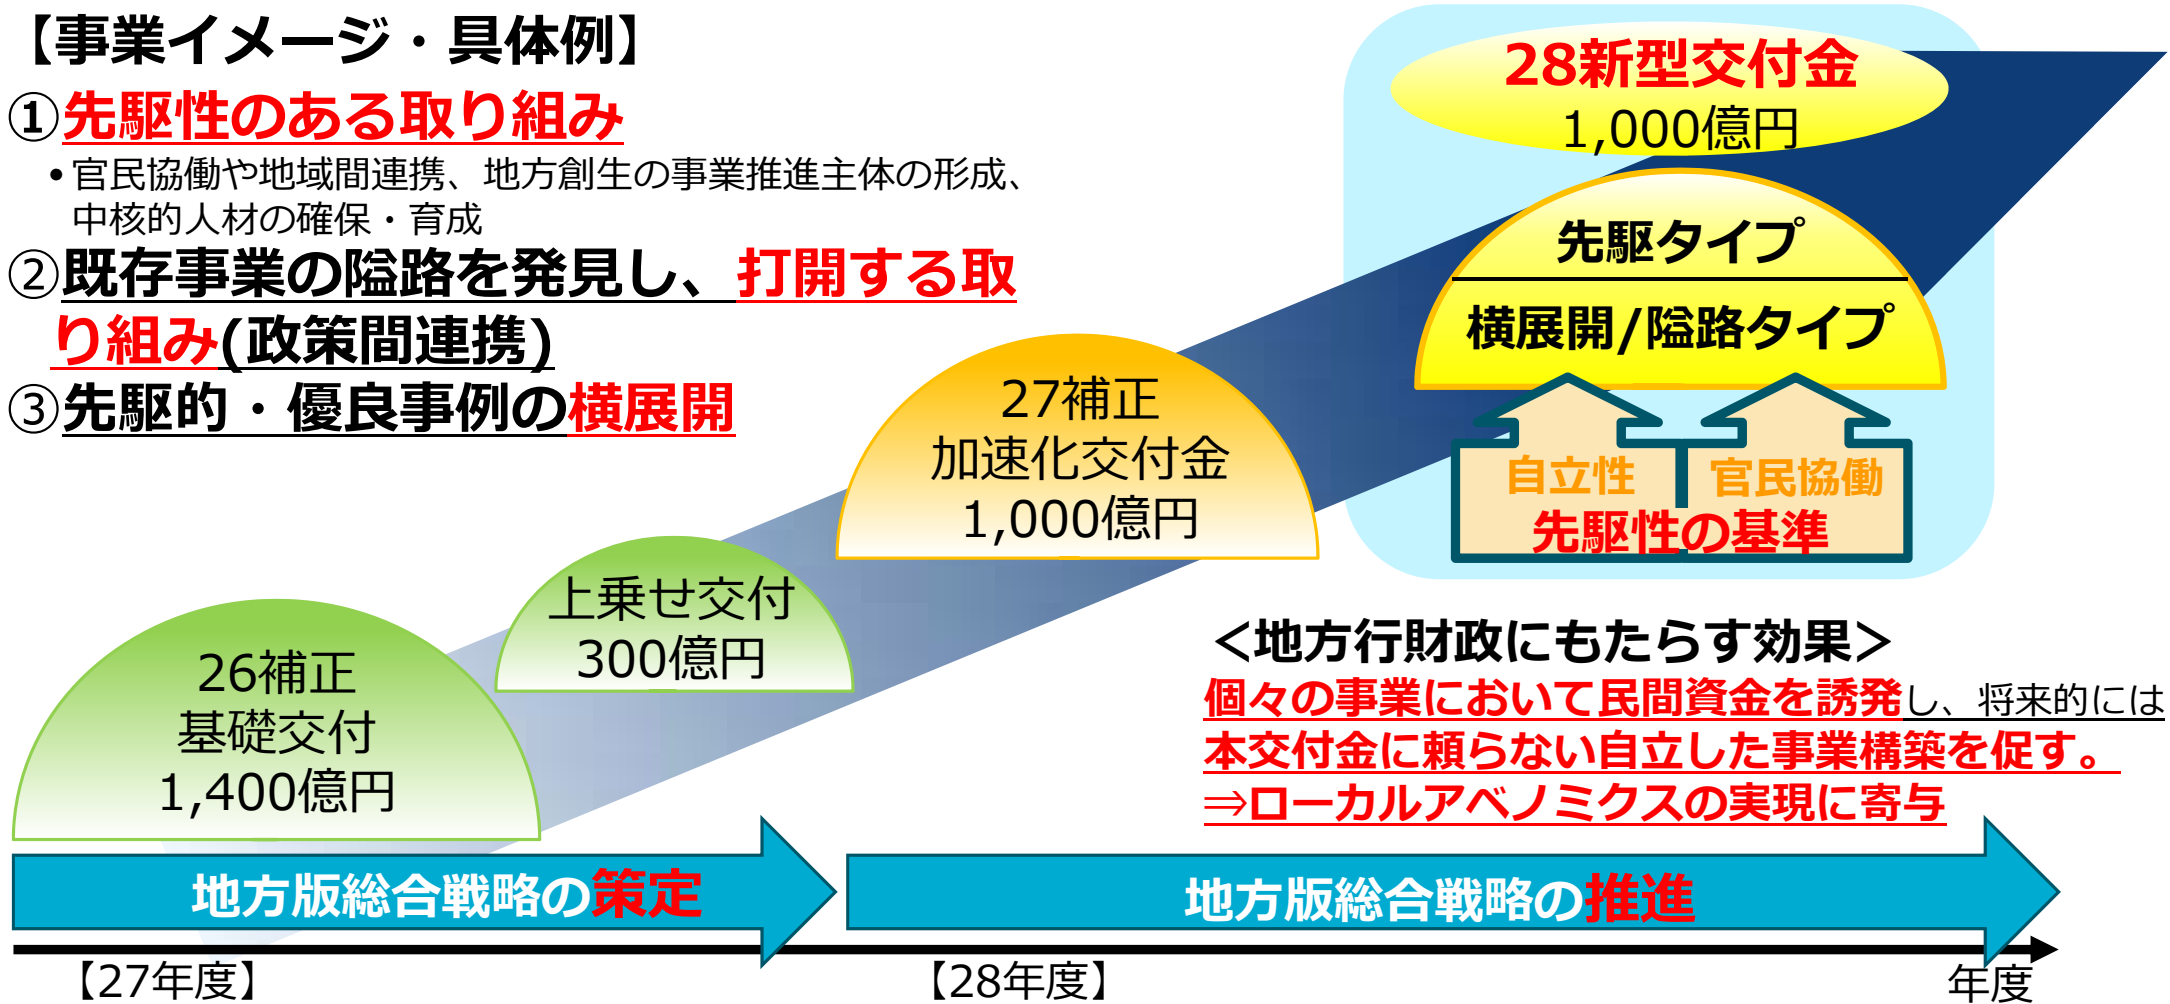 【事業イメージ・具体例】
①先駆性のある取り組み
•官民協働や地域間連携、地方創生の事業推進主体の形成、
中核的人材の確保・育成
②既存事業の隘路を発見し、打開する取
り組み(政策間連携)
③先駆的・優良事例の横展開
28新型交付金
1,000億円
先駆タイプ
横展開/隘路タイプ
自立性
官民協働
先駆性の基準
27補正
加速化交付金
1,000億円
上乗せ交付
300億円
26補正
基礎交付
1,400億円
＜地方行財政にもたらす効果＞
個々の事業において民間資金を誘発し、将来的には
本交付金に頼らない自立した事業構築を促す。
⇒ローカルアベノミクスの実現に寄与
地方版総合戦略の策定
地方版総合戦略の推進
【27年度】
【28年度】
年度